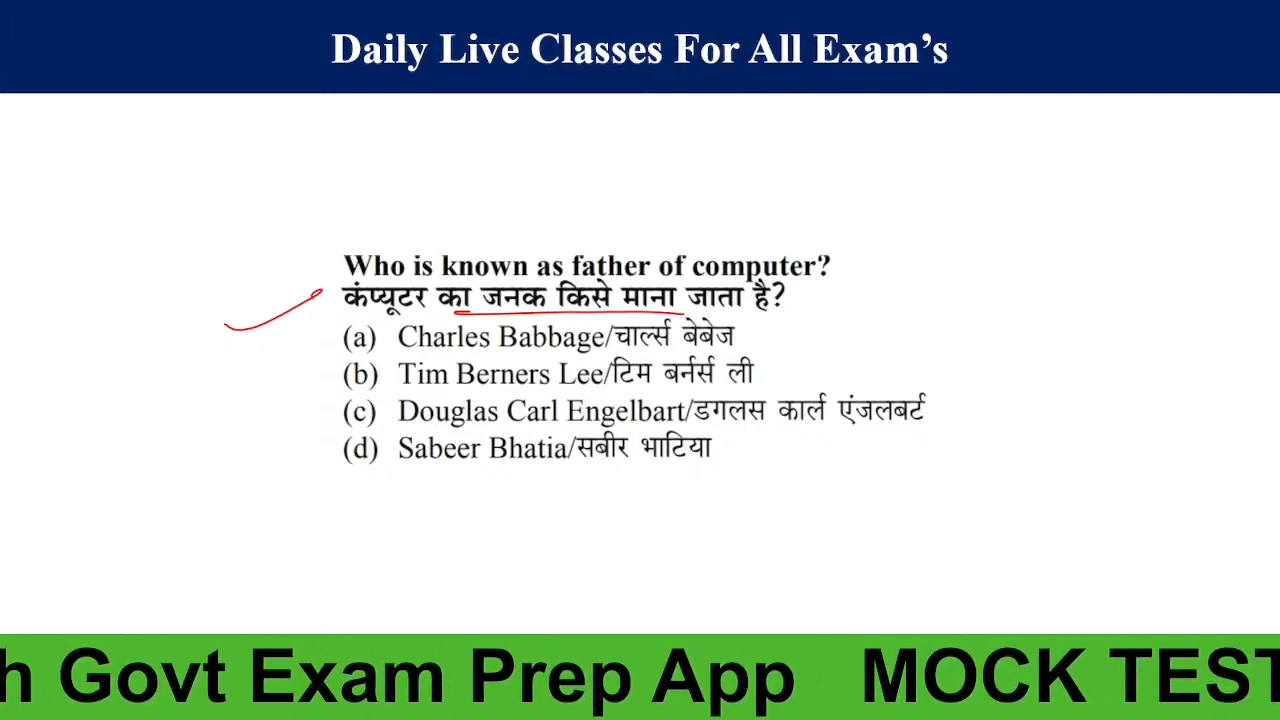 Daily Live Classes For All Exam’s
Who is known as father of computer?
कंप्यूटर का जनक किसे माना जाता है?
(a) Charles Babbage/चार्ल्स बेबेज
(b) Tim Berners Lee/टिम बर्नर्स ली
(c) Douglas Carl Engelbart/डगलस कार्ल एंजलबर्ट
(d) Sabeer Bhatia/सबीर भाटिया
h Govt Exam Prep App MOCK TEST